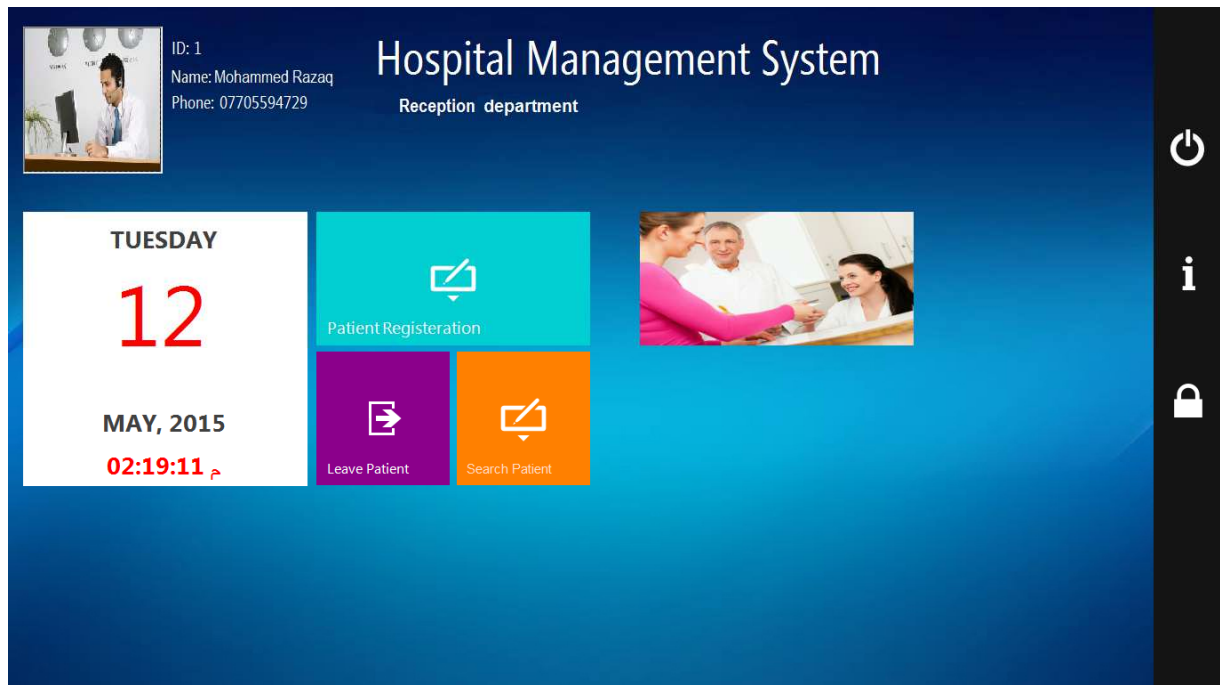 ID: 1
Name: Mohammed Razaq
Phone: 07705594729
Hospital Management System
Reception department
TUESDAY
12
MAY, 2015
02:19:11 م
Patient Registeration
Leave Patient
Search Patient